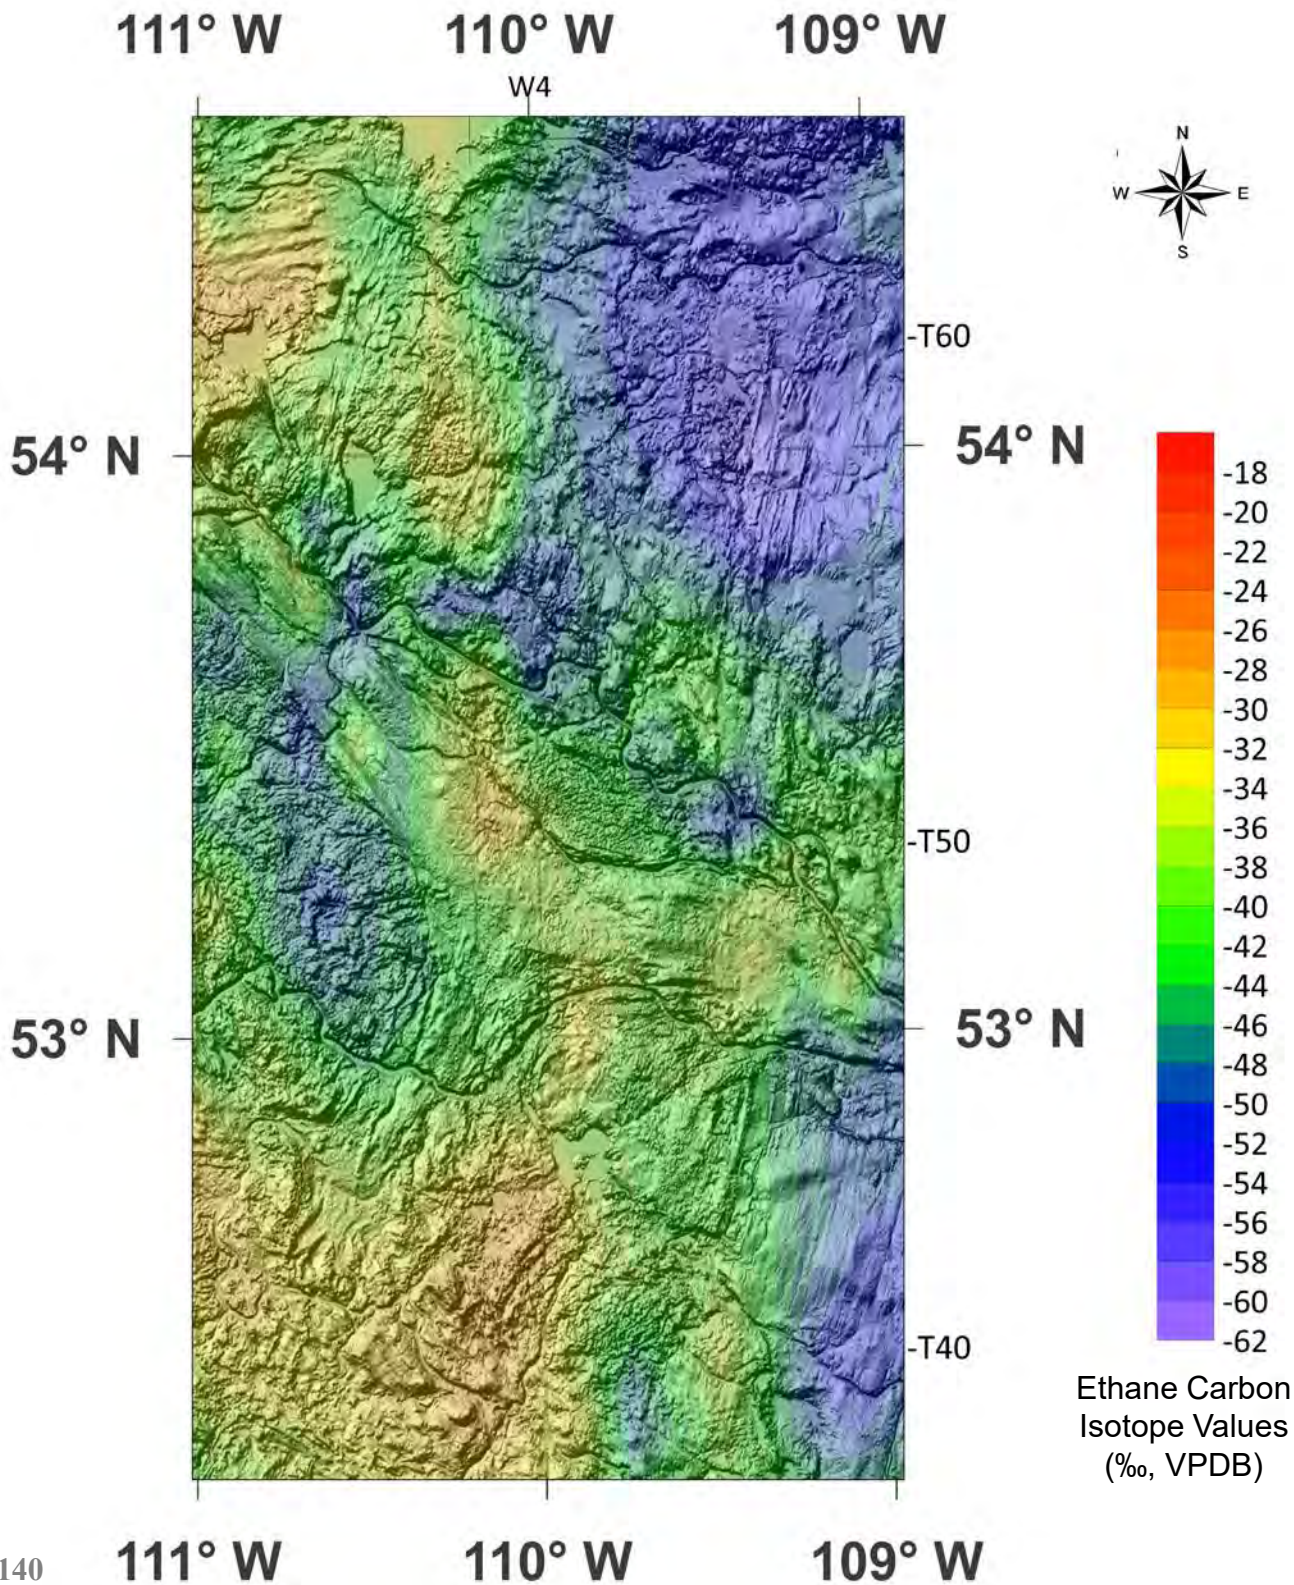 111° W 110° W 109° W
W4
N
W E
S
-T60
54° N 54° N
-18
-20
-22
-24
-26
-28
-30
-32
-34
-36
-38
-40
-42
-44
-46
-48
-50
-52
-54
-56
-58
-60
-62
-T50
53° N 53° N
-T40
Ethane Carbon
Isotope Values
(‰, VPDB)
140 111° W 110° W 109° W